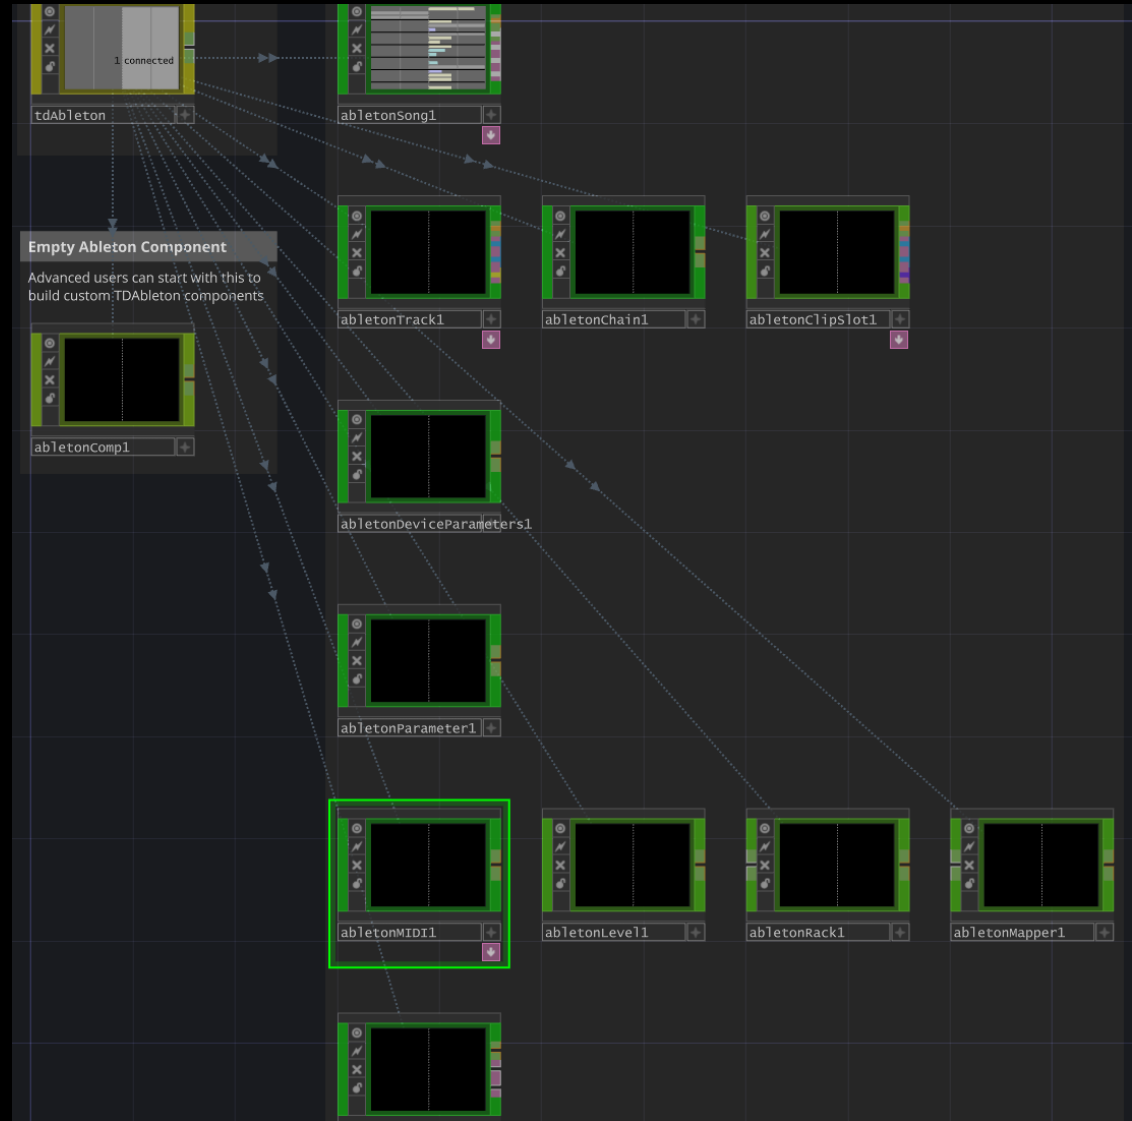 1 connected
tdAbleton
abletonSong1
Empty Ableton Component
Advanced users can start with this to
build custom TDAbleton components
abletonTrack1
abletonChain1
abletonClipSlot1
abletonComp1
abletonDeviceParameters1
abletonParameter1
abletonMIDI1
abletonLevel1
abletonRack1
abletonMapper1